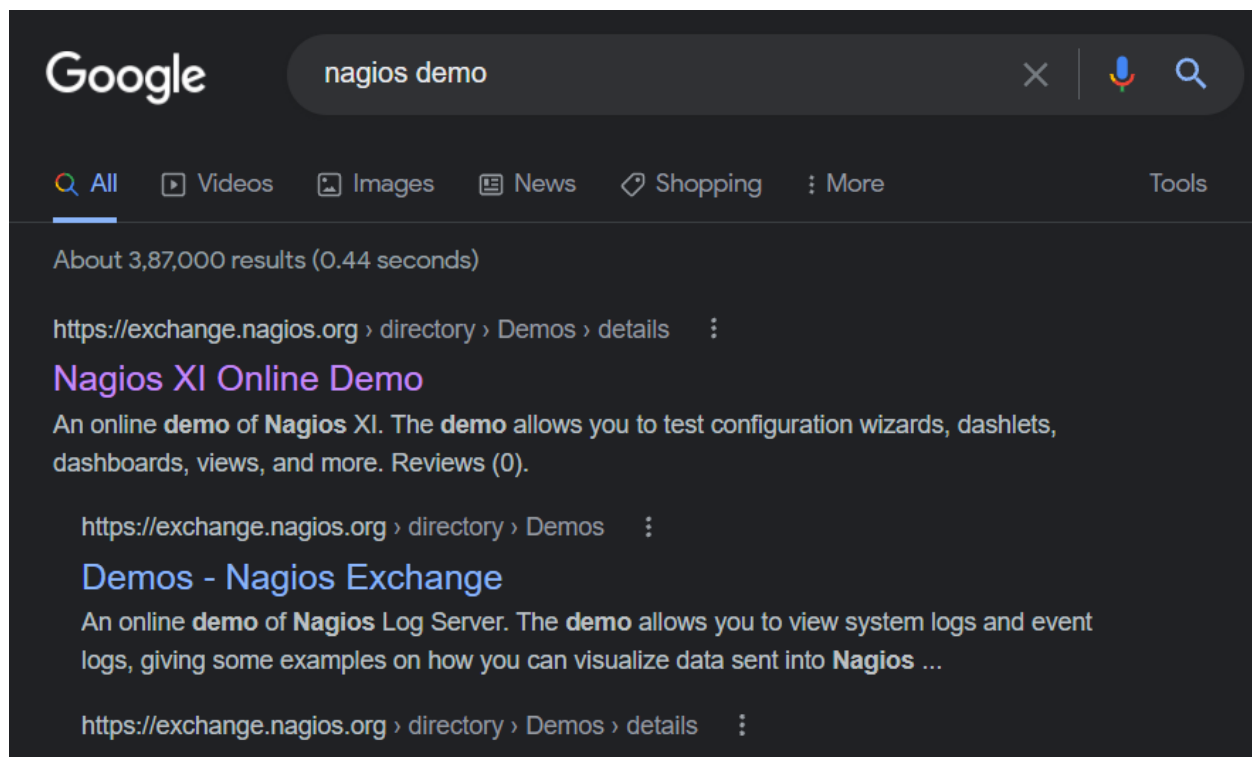 Google
nagios demo
All Videos Images News Shopping More Tools
About 3,87,000 results (0.44 seconds)
https://exchange.nagios.org › directory › Demos › details
Nagios XI Online Demo
An online demo of Nagios XI. The demo allows you to test configuration wizards, dashlets,
dashboards, views, and more. Reviews (0).
https://exchange.nagios.org › directory › Demos
Demos - Nagios Exchange
An online demo of Nagios Log Server. The demo allows you to view system logs and event
logs, giving some examples on how you can visualize data sent into Nagios ...
https://exchange.nagios.org › directory › Demos › details